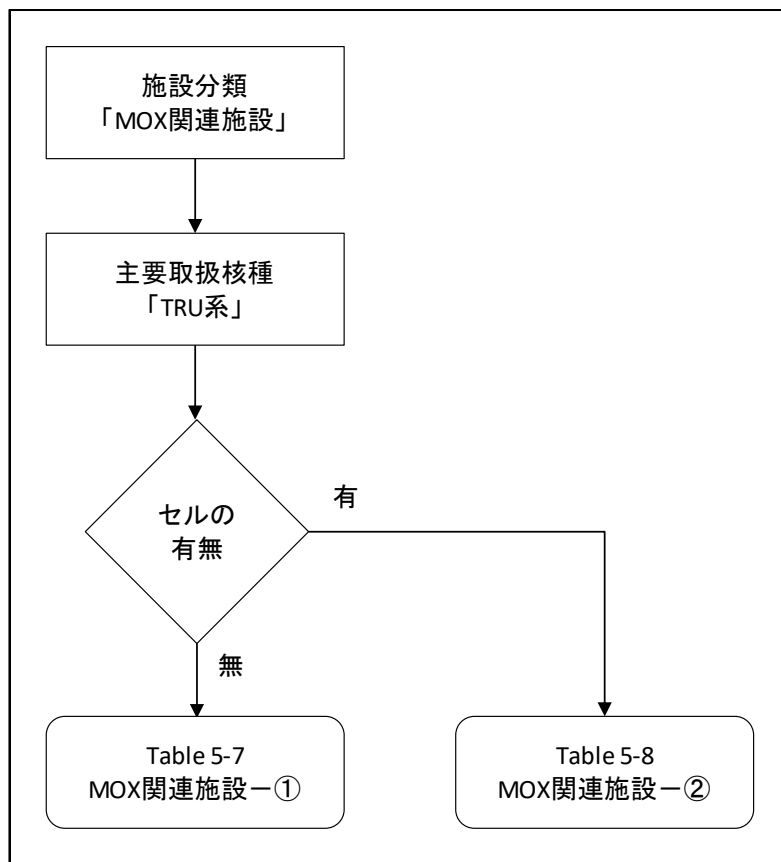 施設分類
「MOX関連施設」
主要取扱核種
「TRU系」
セルの
有無
有
無
Table 5-7
MOX関連施設－①
Table 5-8
MOX関連施設－②